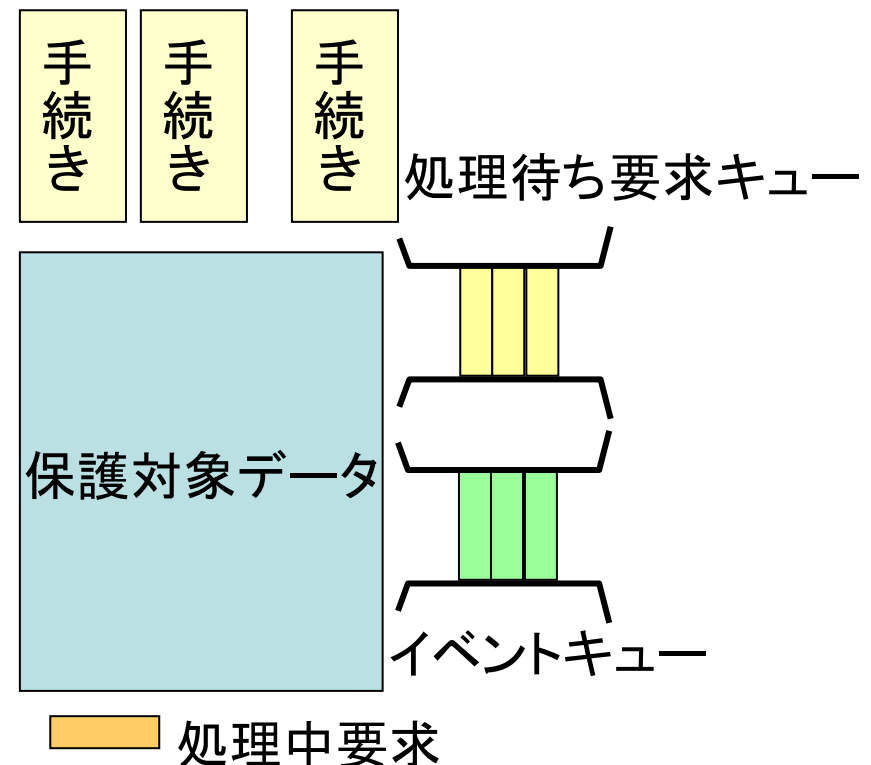 手続き
手続き
手続き
処理待ち要求キュー
保護対象データ
イベントキュー
処理中要求